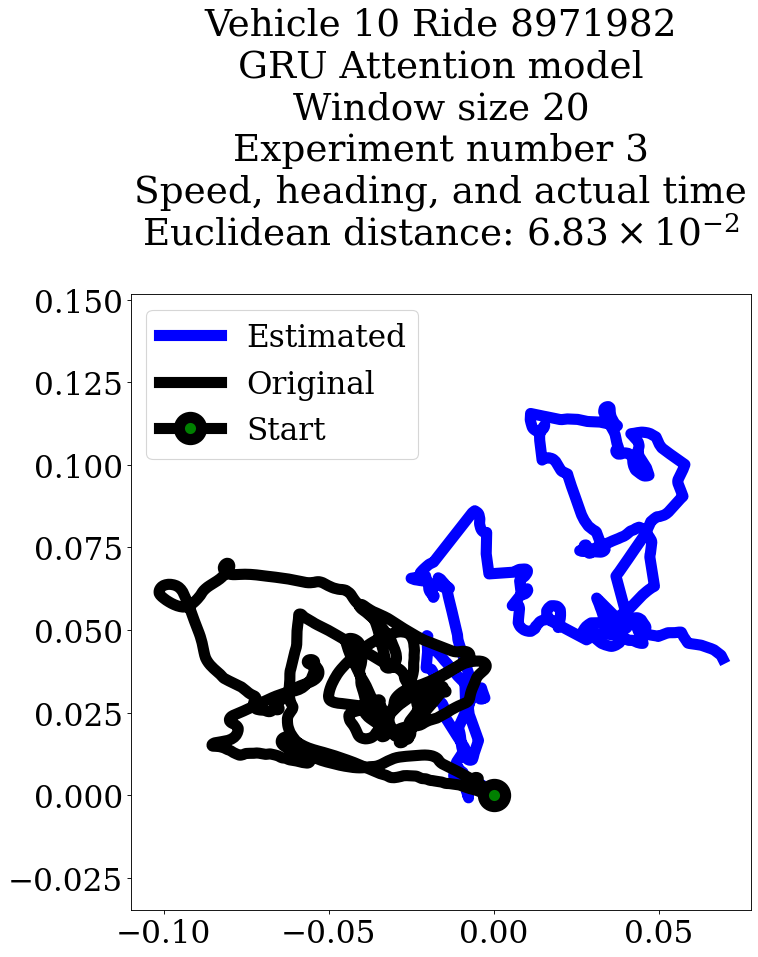 Vehicle 10 Ride 8971982
GRU Attention model
Window size 20
Experiment number 3
Speed, heading, and actual time
Euclidean distance: 6.83 × 10⁻²
0.150
0.125
0.100
0.075
0.050
0.025
0.000
−0.025
Estimated
Original
Start
−0.10 −0.05 0.00 0.05